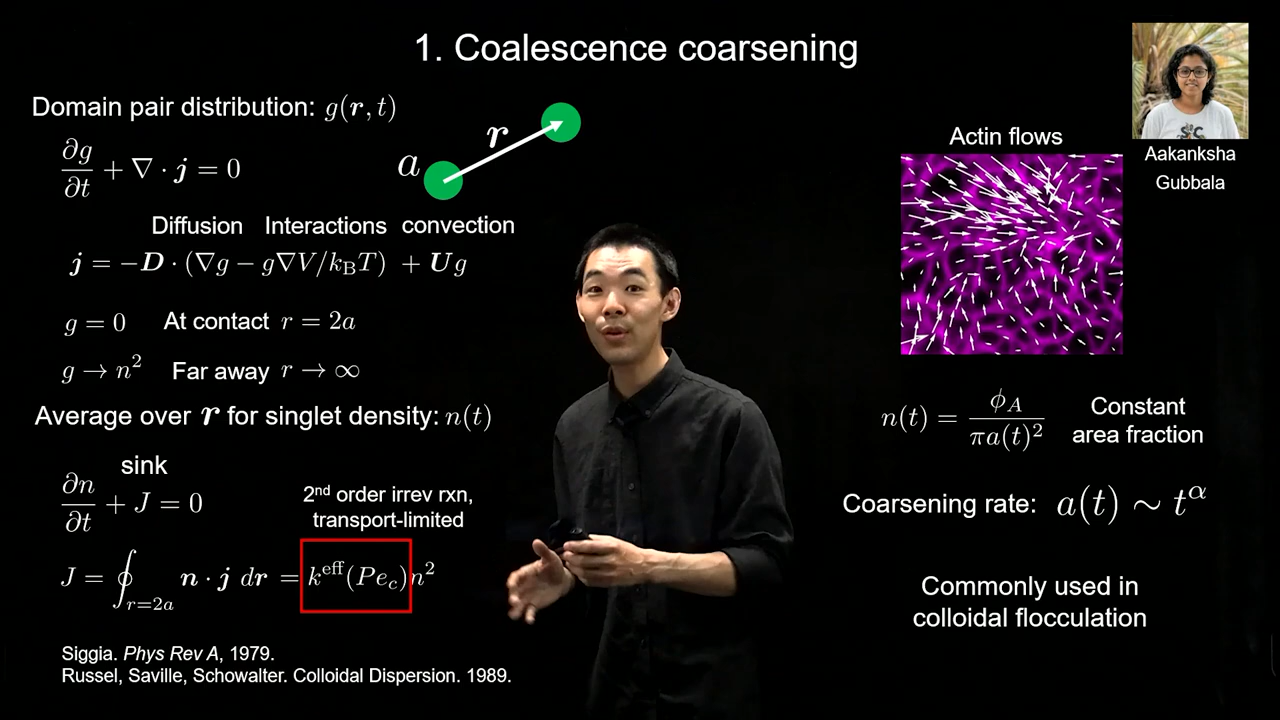 1. Coalescence coarsening
Domain pair distribution: g(r, t)
∂g/∂t + ∇ · j = 0
a
r
Diffusion Interactions convection
j = −D · (∇g − g∇V/k_BT) + Ug
g = 0 At contact r = 2a
g → n² Far away r → ∞
Average over r for singlet density: n(t)
sink
∂n/∂t + J = 0
2nd order irrev rxn,
transport-limited
J = ∮_{r=2a} n · j dr = k^eff(Pe_c)n²
Siggia. Phys Rev A, 1979.
Russel, Saville, Schowalter. Colloidal Dispersion. 1989.
Actin flows
Aakanksha
Gubbala
n(t) = ϕ_A/πa(t)²
Constant
area fraction
Coarsening rate: a(t) ∼ t^α
Commonly used in
colloidal flocculation